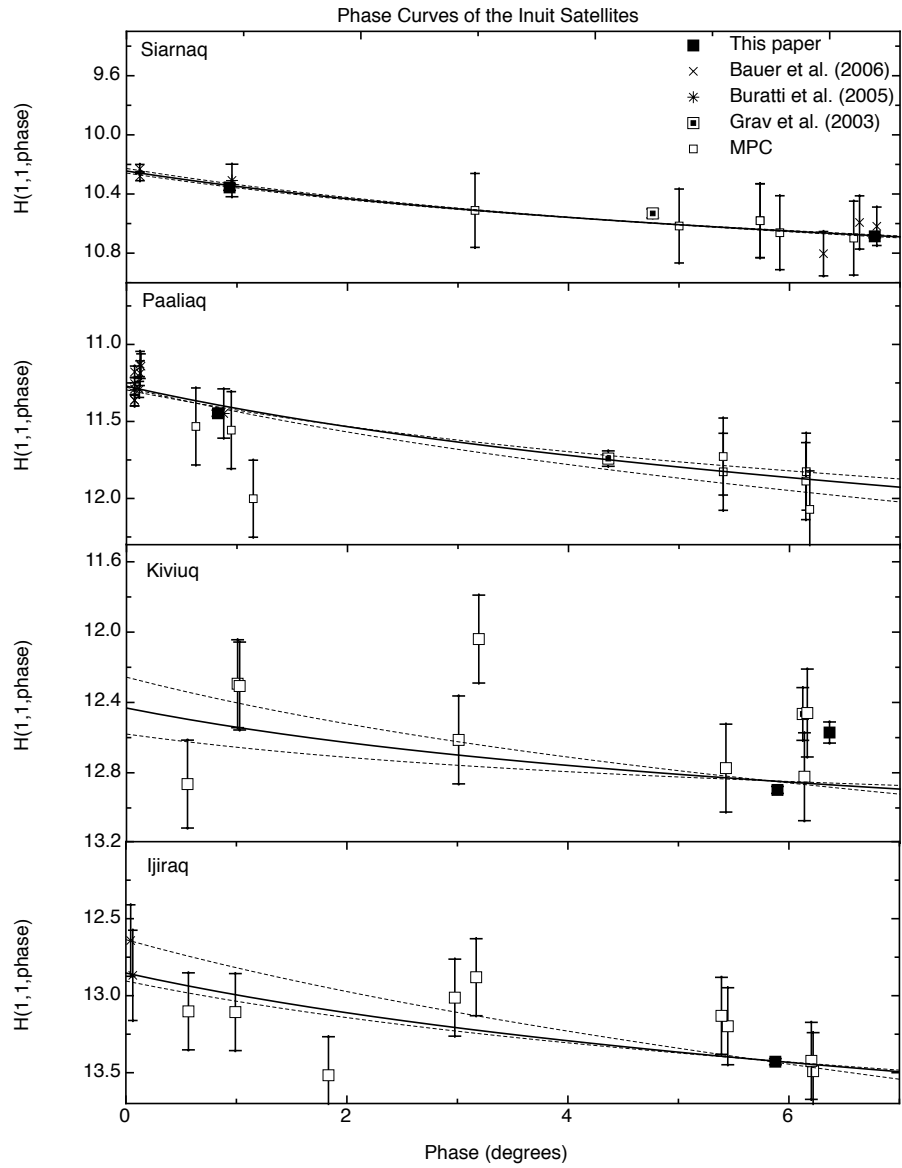 Phase Curves of the Inuit Satellites
Siarnaq
This paper
Bauer et al. (2006)
Buratti et al. (2005)
Grav et al. (2003)
MPC
H(1,1,phase)
9.6
10.0
10.4
10.8
Paaliaq
H(1,1,phase)
11.0
11.5
12.0
Kiviuq
H(1,1,phase)
11.6
12.0
12.4
12.8
13.2
Ijiraq
H(1,1,phase)
12.5
13.0
13.5
0 2 4 6
Phase (degrees)